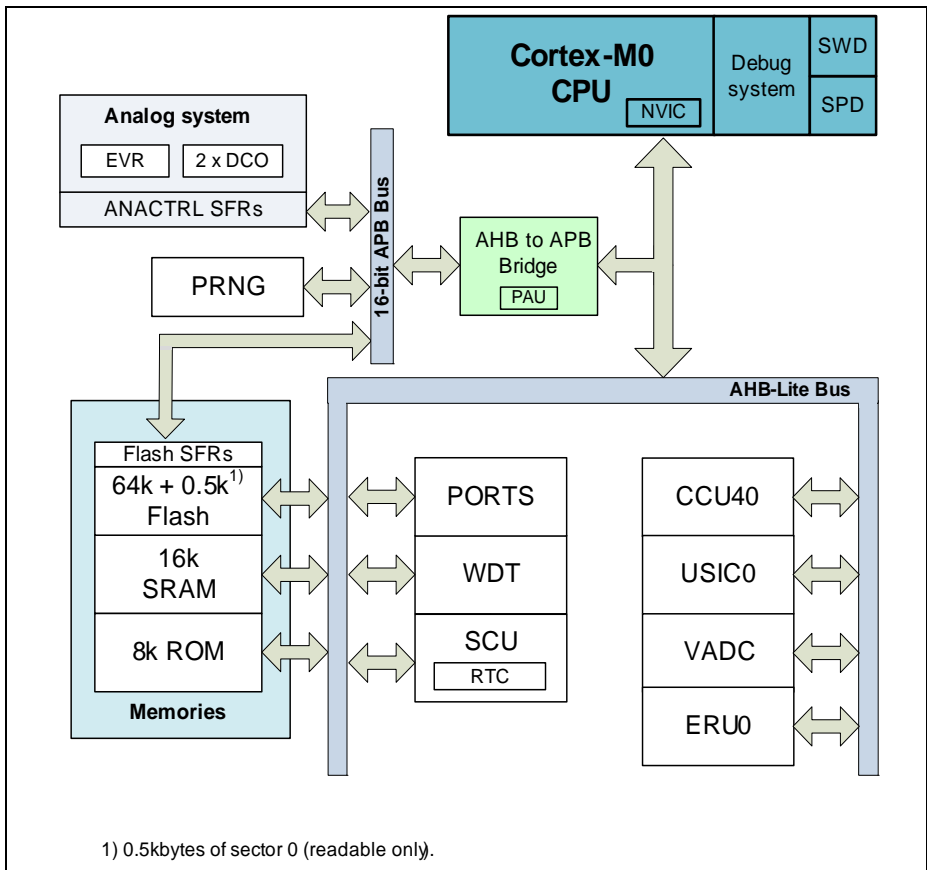 Cortex-M0
CPU
NVIC
Debug
system
SWD
SPD
Analog system
EVR
2 x DCO
ANACTRL SFRs
16-bit APB Bus
AHB to APB
Bridge
PAU
PRNG
AHB-Lite Bus
Flash SFRs
64k + 0.5k1)
Flash
16k
SRAM
8k ROM
Memories
PORTS
WDT
SCU
RTC
CCU40
USIC0
VADC
ERU0
1) 0.5kbytes of sector 0 (readable only).